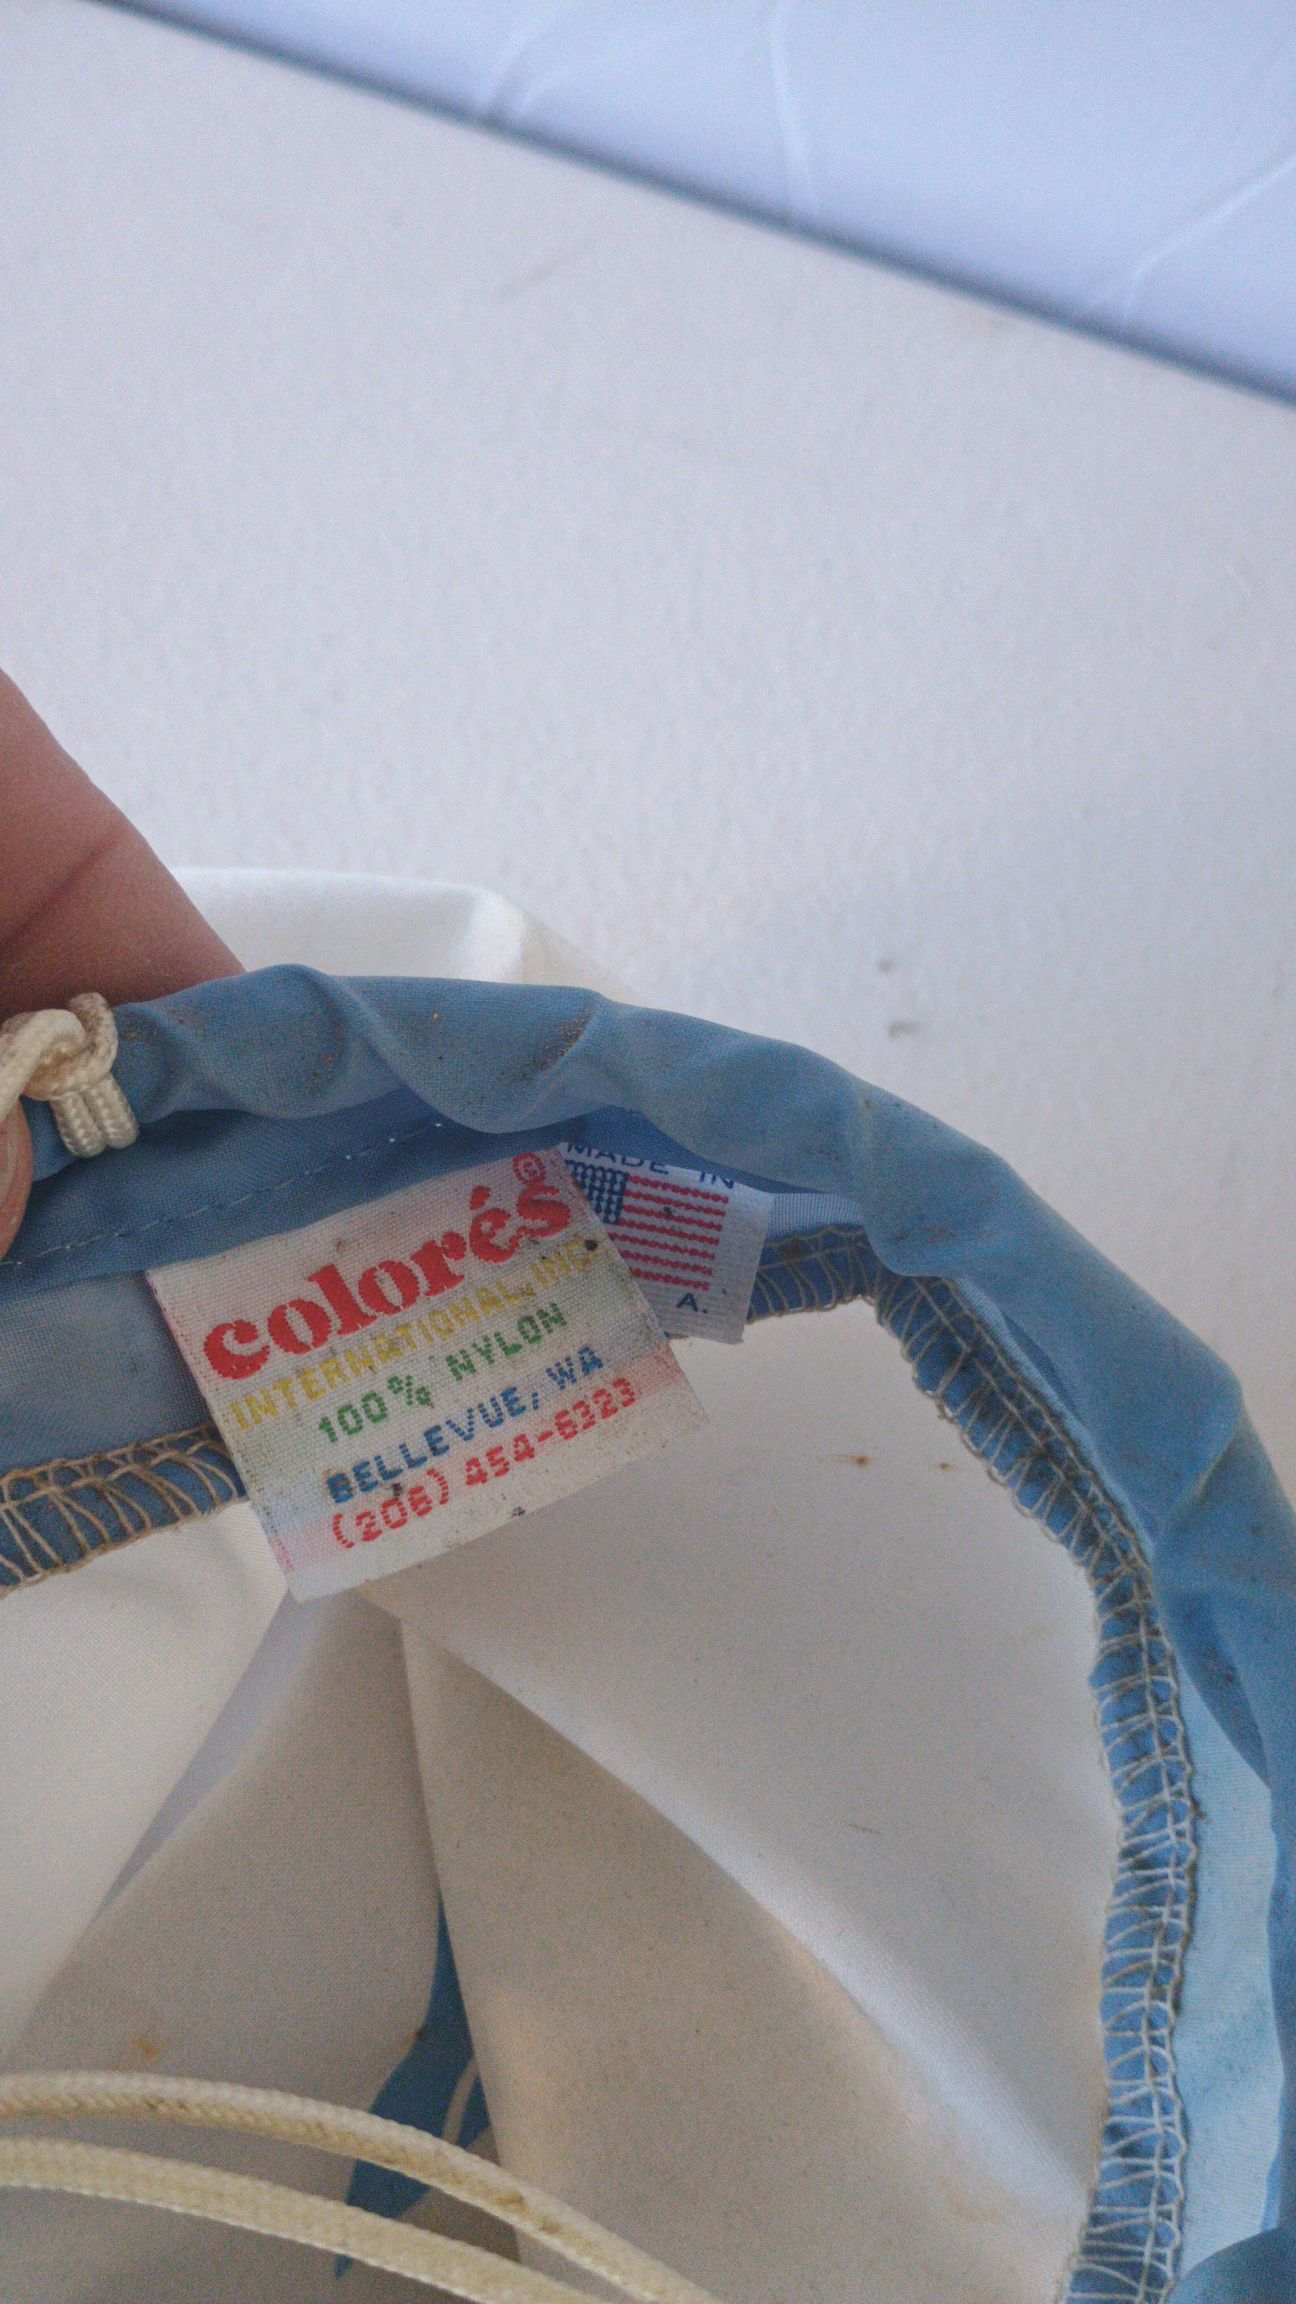 colorés©
INTERNATIONAL, INC.
100% NYLON
BELLEVUE, WA
(206) 454-6323
MADE IN
A.